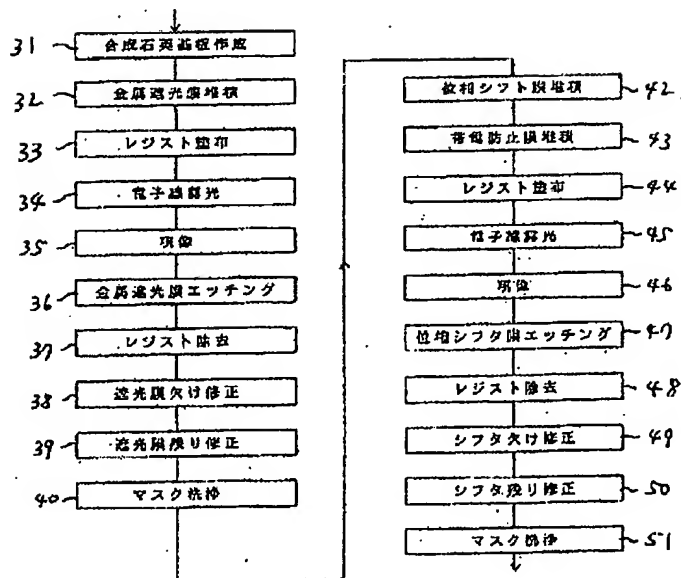 31 合成石英基板作成
32 金属遮光膜堆積
33 レジスト塗布
34 電子線露光
35 現像
36 金属遮光膜エッチング
37 レジスト除去
38 遮光膜欠け修正
39 遮光膜残り修正
40 マスク洗浄
位相シフト膜堆積 42
帯電防止膜堆積 43
レジスト塗布 44
電子線露光 45
現像 46
位相シフタ膜エッチング 47
レジスト除去 48
シフタ欠け修正 49
シフタ残り修正 50
マスク洗浄 51